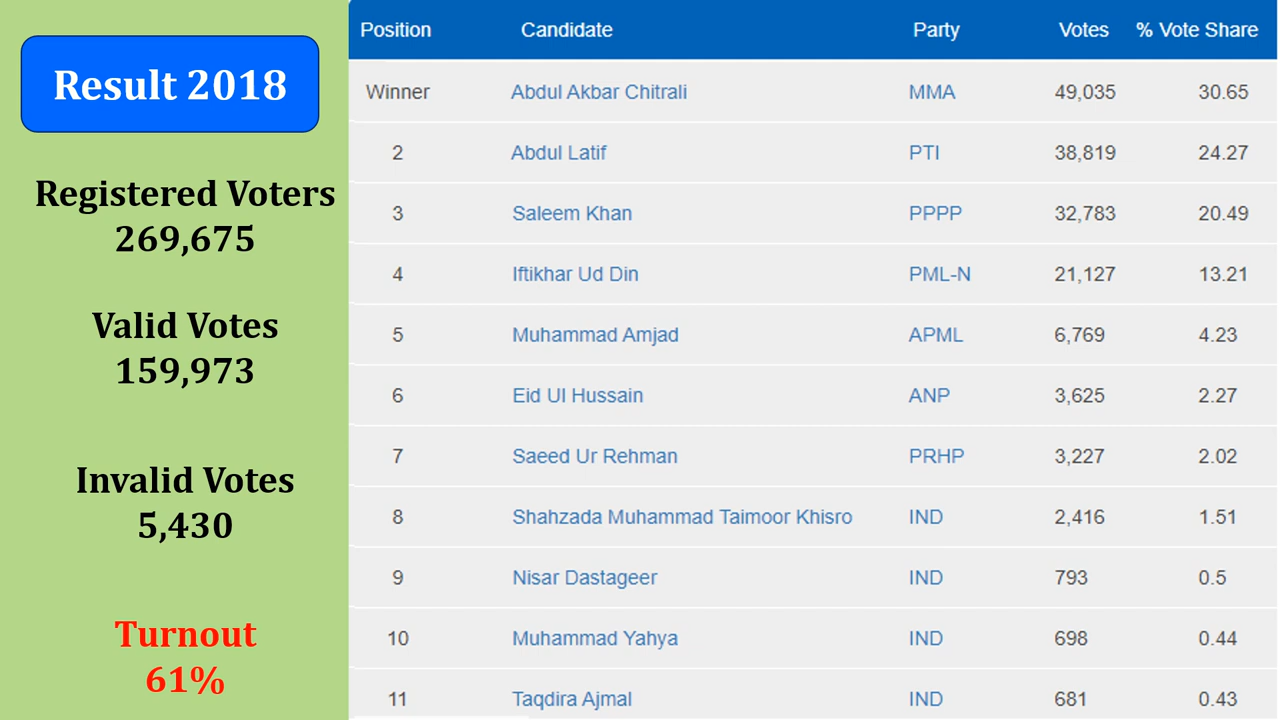 Result 2018
Registered Voters
269,675
Valid Votes
159,973
Invalid Votes
5,430
Turnout
61%
Position Candidate Party Votes % Vote Share
Winner Abdul Akbar Chitrali MMA 49,035 30.65
2 Abdul Latif PTI 38,819 24.27
3 Saleem Khan PPPP 32,783 20.49
4 Iftikhar Ud Din PML-N 21,127 13.21
5 Muhammad Amjad APML 6,769 4.23
6 Eid Ul Hussain ANP 3,625 2.27
7 Saeed Ur Rehman PRHP 3,227 2.02
8 Shahzada Muhammad Taimoor Khisro IND 2,416 1.51
9 Nisar Dastageer IND 793 0.5
10 Muhammad Yahya IND 698 0.44
11 Taqdira Ajmal IND 681 0.43